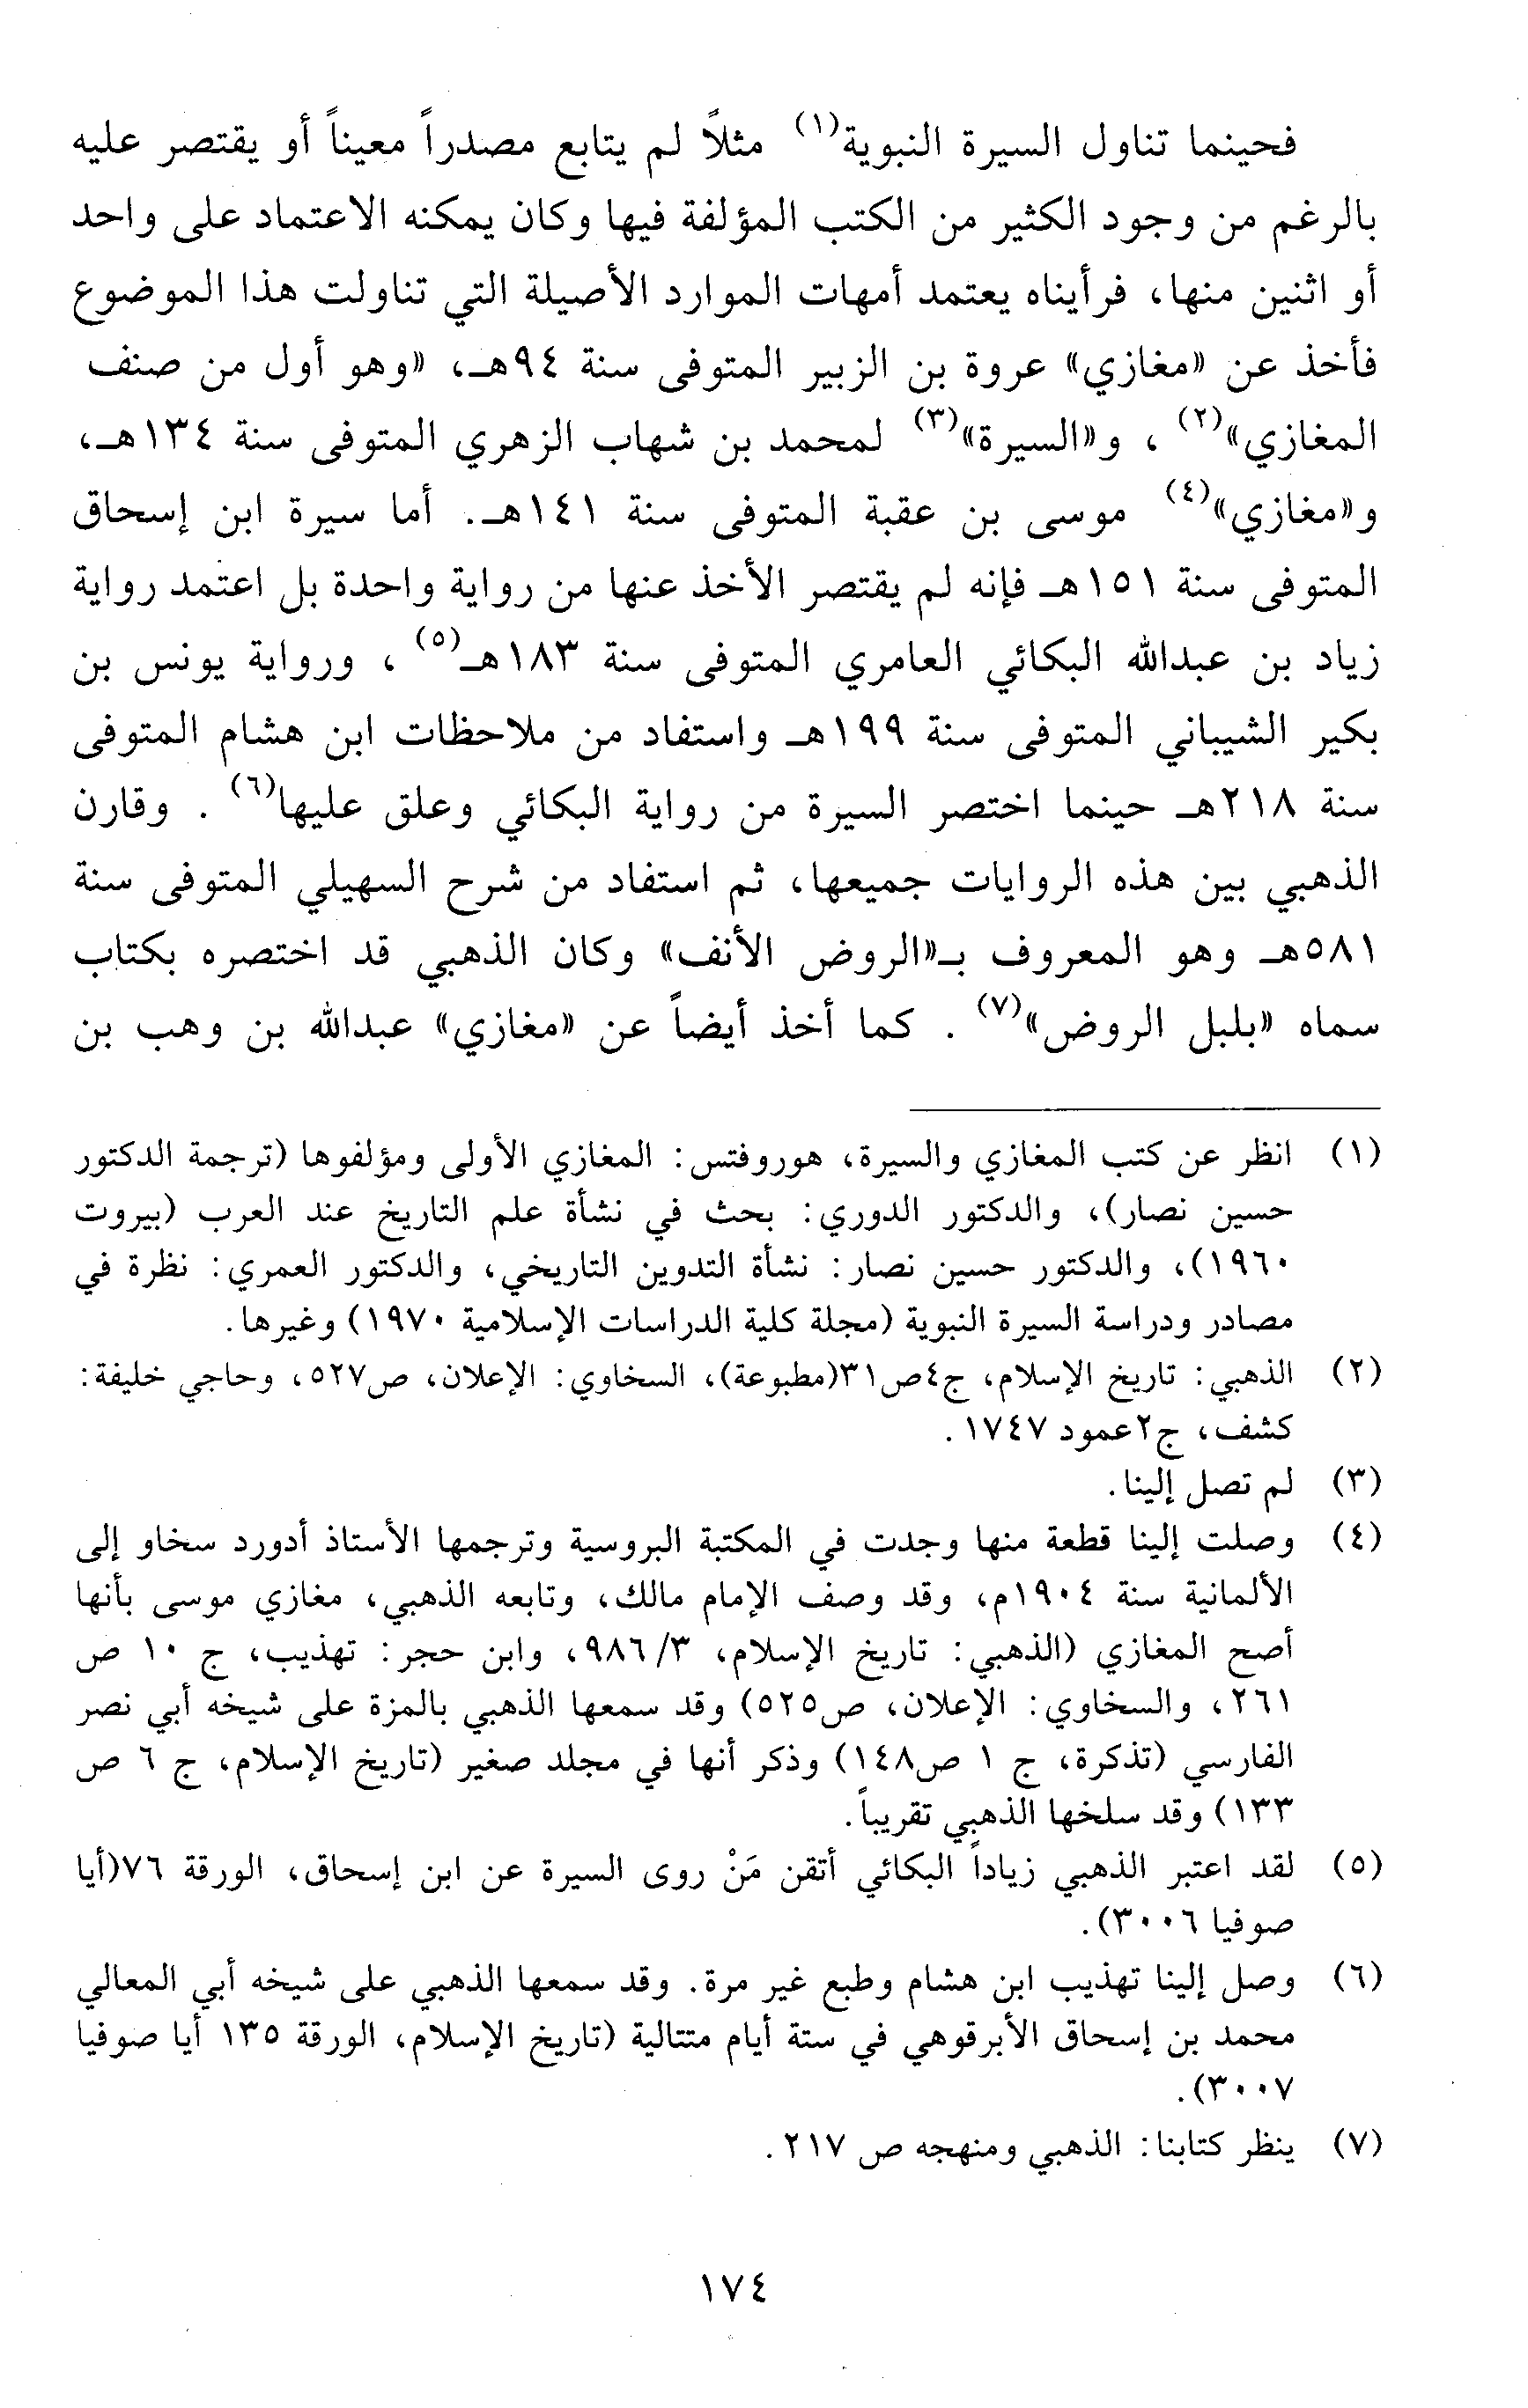 فحينما تناول السيرة النبوية(١) مثلاً لم يتابع مصدراً معيناً أو يقتصر عليه
بالرغم من وجود الكثير من الكتب المؤلفة فيها وكان يمكنه الاعتماد على واحد
أو اثنين منها، فرأيناه يعتمد أمهات الموارد الأصيلة التي تناولت هذا الموضوع
فأخذ عن «مغازي» عروة بن الزبير المتوفى سنة ٩٤هـ، «وهو أول من صنف
المغازي»(٢) ، و«السيرة»(٣) لمحمد بن شهاب الزهري المتوفى سنة ١٣٤هـ،
و«مغازي»(٤) موسى بن عقبة المتوفى سنة ١٤١هـ. أما سيرة ابن إسحاق
المتوفى سنة ١٥١هـ فإنه لم يقتصر الأخذ عنها من رواية واحدة بل اعتمد رواية
زياد بن عبدالله البكائي العامري المتوفى سنة ١٨٣هـ(٥) ، ورواية يونس بن
بكير الشيباني المتوفى سنة ١٩٩هـ واستفاد من ملاحظات ابن هشام المتوفى
سنة ٢١٨هـ حينما اختصر السيرة من رواية البكائي وعلق عليها(٦) . وقارن
الذهبي بين هذه الروايات جميعها، ثم استفاد من شرح السهيلي المتوفى سنة
٥٨١هـ وهو المعروف بـ«الروض الأنف» وكان الذهبي قد اختصره بكتاب
سماه «بلبل الروض»(٧) . كما أخذ أيضاً عن «مغازي» عبدالله بن وهب بن
(١) انظر عن كتب المغازي والسيرة، هوروفتس: المغازي الأولى ومؤلفوها (ترجمة الدكتور
حسين نصار)، والدكتور الدوري: بحث في نشأة علم التاريخ عند العرب (بيروت
١٩٦٠)، والدكتور حسين نصار: نشأة التدوين التاريخي، والدكتور العمري: نظرة في
مصادر ودراسة السيرة النبوية (مجلة كلية الدراسات الإسلامية ١٩٧٠) وغيرها.
(٢) الذهبي: تاريخ الإسلام، ج٤ص٣١(مطبوعة)، السخاوي: الإعلان، ص٥٢٧، وحاجي خليفة:
كشف، ج٢عمود ١٧٤٧ .
(٣) لم تصل إلينا.
(٤) وصلت إلينا قطعة منها وجدت في المكتبة البروسية وترجمها الأستاذ أدورد سخاو إلى
الألمانية سنة ١٩٠٤م، وقد وصف الإمام مالك، وتابعه الذهبي، مغازي موسى بأنها
أصح المغازي (الذهبي: تاريخ الإسلام، ٩٨٦/٣، وابن حجر: تهذيب، ج ١٠ ص
٢٦١، والسخاوي: الإعلان، ص٥٢٥) وقد سمعها الذهبي بالمزة على شيخه أبي نصر
الفارسي (تذكرة، ج ١ ص١٤٨) وذكر أنها في مجلد صغير (تاريخ الإسلام، ج ٦ ص
١٣٣) وقد سلخها الذهبي تقريباً.
(٥) لقد اعتبر الذهبي زياداً البكائي أتقن مَنْ روى السيرة عن ابن إسحاق، الورقة ٧٦(أيا
صوفيا ٣٠٠٦).
(٦) وصل إلينا تهذيب ابن هشام وطبع غير مرة. وقد سمعها الذهبي على شيخه أبي المعالي
محمد بن إسحاق الأبرقوهي في ستة أيام متتالية (تاريخ الإسلام، الورقة ١٣٥ أيا صوفيا
٣٠٠٧).
(٧) ينظر كتابنا: الذهبي ومنهجه ص ٢١٧ .
١٧٤